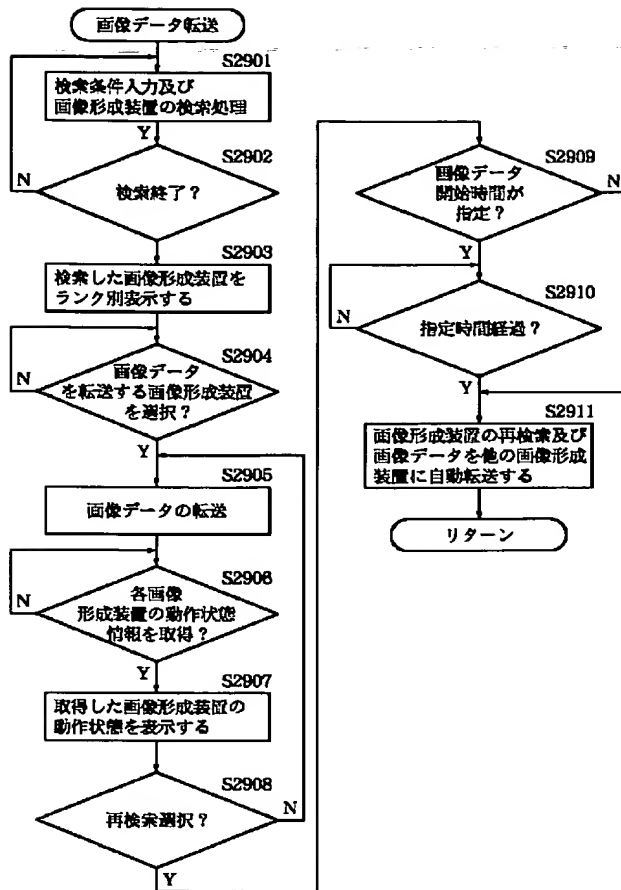 画像データ転送
S2901
検索条件入力及び
画像形成装置の検索処理
Y
S2902
N
検索終了？
Y
S2903
検索した画像形成装置を
ランク別表示する
S2904
N
画像データ
を転送する画像形成装置
を選択？
Y
S2905
画像データの転送
S2906
N
各画像
形成装置の動作状態
情報を取得？
Y
S2907
取得した画像形成装置の
動作状態を表示する
S2908
N
再検索選択？
Y
S2909
画像データ
開始時間が
指定？
N
Y
S2910
N
指定時間経過？
Y
S2911
画像形成装置の再検索及び
画像データを他の画像形成
装置に自動転送する
リターン